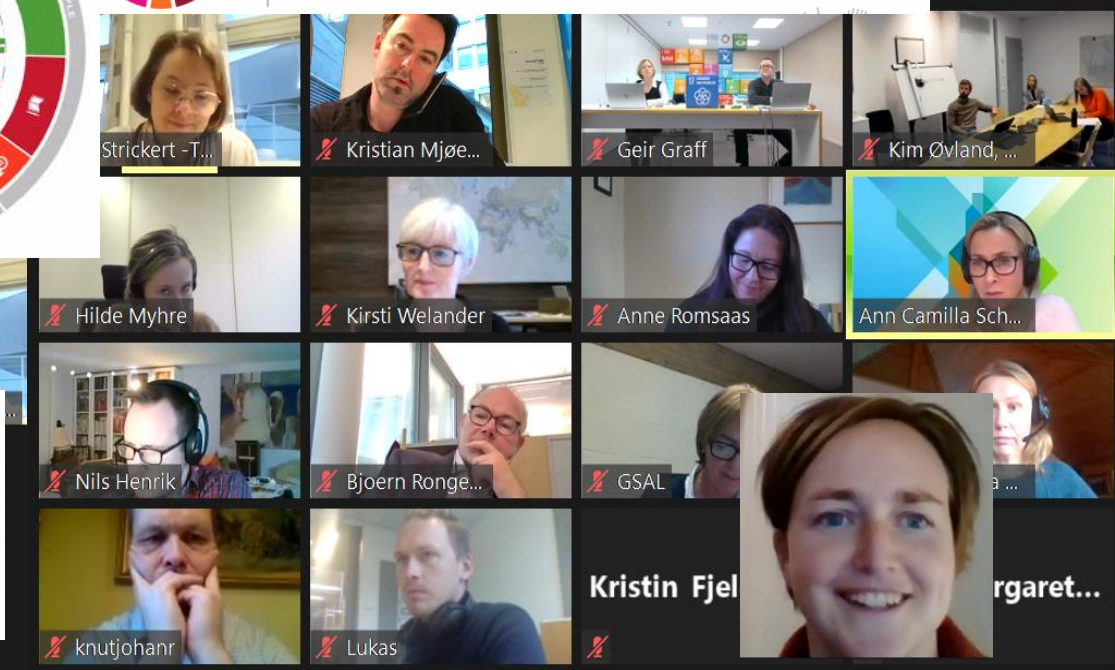 Strickert -T...
Kristian Mjøe...
Geir Graff
Kim Øvland, ...
Hilde Myhre
Kirsti Welander
Anne Romsaas
Ann Camilla Sch...
Nils Henrik
Bjoern Ronge...
GSAL
a ...
knutjohanr
Lukas
Kristin Fjel
rgaret...